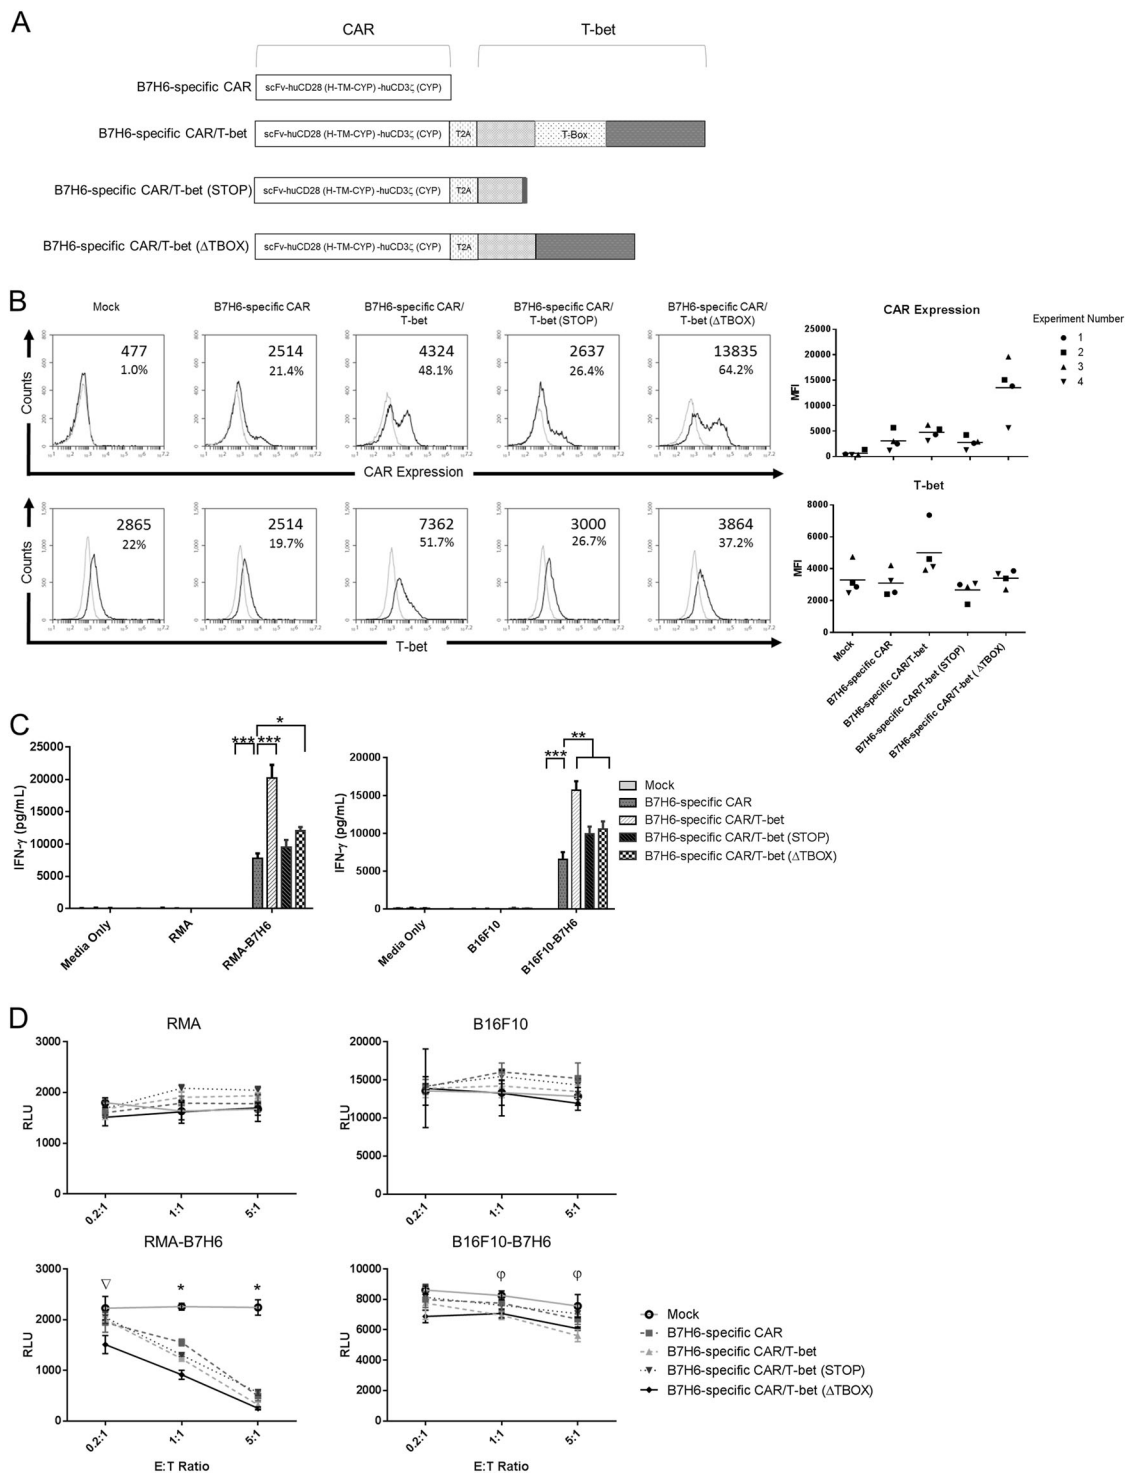 A
CAR T-bet
B7H6-specific CAR scFv-huCD28 (H-TM-CYP) -huCD3ζ (CYP)
B7H6-specific CAR/T-bet scFv-huCD28 (H-TM-CYP) -huCD3ζ (CYP) T2A T-Box
B7H6-specific CAR/T-bet (STOP) scFv-huCD28 (H-TM-CYP) -huCD3ζ (CYP) T2A
B7H6-specific CAR/T-bet (ΔTBOX) scFv-huCD28 (H-TM-CYP) -huCD3ζ (CYP) T2A
B
Mock B7H6-specific CAR B7H6-specific CAR/ B7H6-specific CAR/ B7H6-specific CAR/
T-bet T-bet (STOP) T-bet (ΔTBOX)
477 2514 4324 2637 13835
1.0% 21.4% 48.1% 26.4% 64.2%
Counts
CAR Expression
2865 2514 7362 3000 3864
22% 19.7% 51.7% 26.7% 37.2%
Counts
T-bet
CAR Expression
MFI
25000
20000
15000
10000
5000
0
Experiment Number
1
2
3
4
T-bet
MFI
8000
6000
4000
2000
0
Mock
B7H6-specific CAR
B7H6-specific CAR/T-bet
B7H6-specific CAR/T-bet (STOP)
B7H6-specific CAR/T-bet (ΔTBOX)
C
IFN-γ (pg/mL)
25000
20000
15000
10000
5000
0
*** *** *
Media Only RMA RMA-B7H6
IFN-γ (pg/mL)
20000
15000
10000
5000
0
*** **
Media Only B16F10 B16F10-B7H6
Mock
B7H6-specific CAR
B7H6-specific CAR/T-bet
B7H6-specific CAR/T-bet (STOP)
B7H6-specific CAR/T-bet (ΔTBOX)
D
RMA
RLU
3000
2000
1000
0
0.2:1 1:1 5:1
B16F10
RLU
20000
15000
10000
5000
0
0.2:1 1:1 5:1
RMA-B7H6
RLU
3000
2000
1000
0
▽ * *
0.2:1 1:1 5:1
E:T Ratio
B16F10-B7H6
RLU
10000
8000
6000
4000
2000
0
φ φ
0.2:1 1:1 5:1
E:T Ratio
Mock
B7H6-specific CAR
B7H6-specific CAR/T-bet
B7H6-specific CAR/T-bet (STOP)
B7H6-specific CAR/T-bet (ΔTBOX)